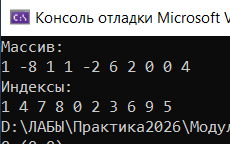 Консоль отладки Microsoft V
Массив:
1 -8 1 1 -2 6 2 0 0 4
Индексы:
1 4 7 8 0 2 3 6 9 5
D:\ЛАБЫ\Практика2026\Модул